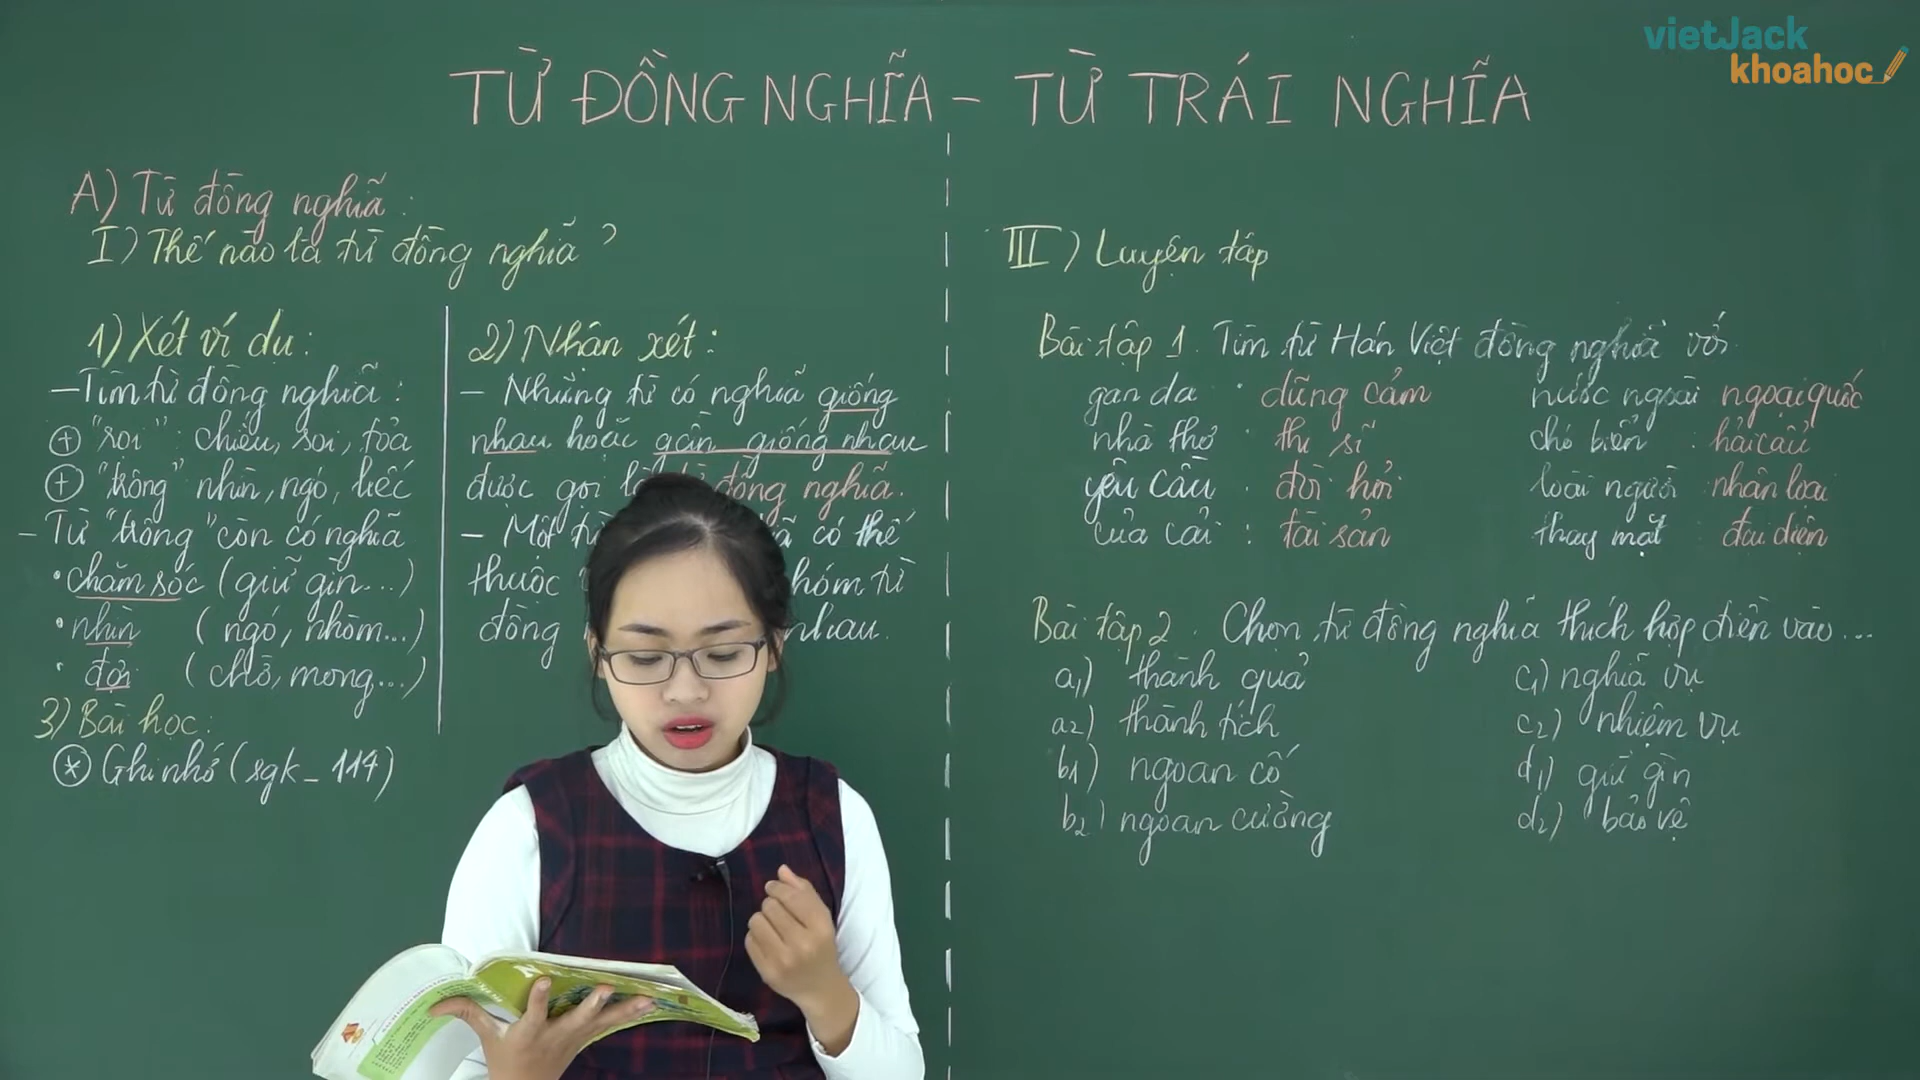 vietJack
khoahoc
TỪ ĐỒNG NGHĨA – TỪ TRÁI NGHĨA
A) Từ đồng nghĩa :
I) Thế nào là từ đồng nghĩa ?
1) Xét ví dụ :
– Tìm từ đồng nghĩa :
+ "rọi" : chiếu, soi, tỏa
+ "trông" nhìn, ngó, liếc
– Từ "trông" còn có nghĩa
• chăm sóc (giữ gìn...)
• nhìn ( ngó, nhòm...)
• đợi ( chờ, mong...)
3) Bài học :
* Ghi nhớ (sgk_ 114)
2) Nhận xét :
– Những từ có nghĩa giống
nhau hoặc gần giống nhau
được gọi đồng nghĩa.
– Một có thể
thuộc nhóm từ
đồng nhau.
III) Luyện tập
Bài tập 1. Tìm từ Hán Việt đồng nghĩa với
gan dạ : dũng cảm
nhà thơ : thi sĩ
yêu cầu : đòi hỏi
của cải : tài sản
nước ngoài ngoại quốc
chó biển : hải cẩu
loài người : nhân loại
thay mặt : đại diện
Bài tập 2 . Chọn từ đồng nghĩa thích hợp điền vào ...
a1) thành quả
a2) thành tích
b1) ngoan cố
b2) ngoan cường
c1) nghĩa vụ
c2) nhiệm vụ
d1) giữ gìn
d2) bảo vệ